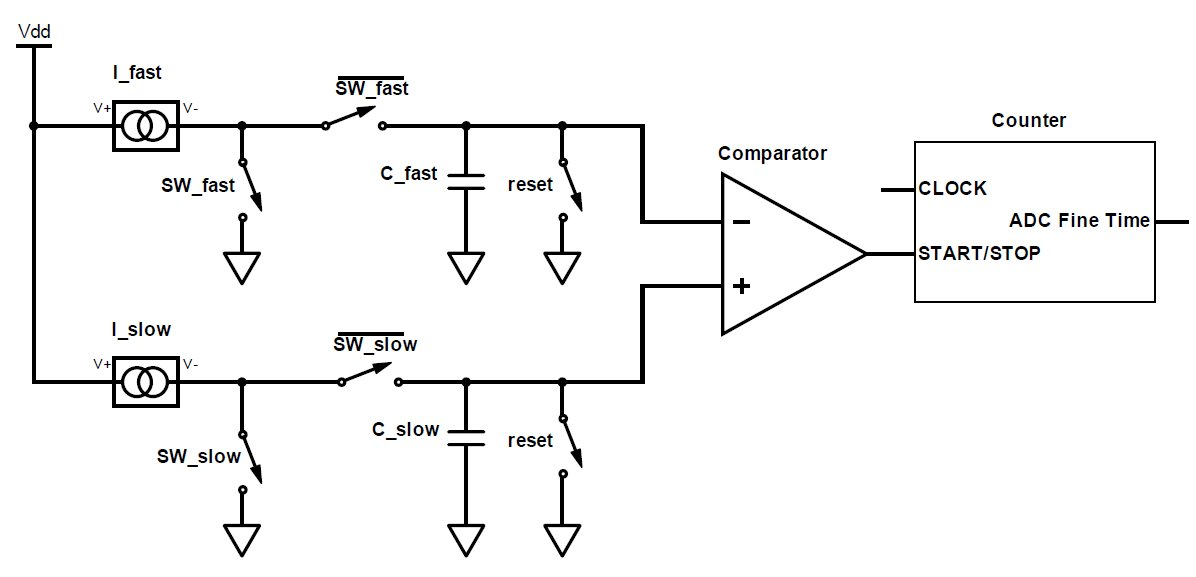 Vdd
I_fast
V+
V-
SW_fast
SW_fast
C_fast
reset
Comparator
−
+
Counter
CLOCK
ADC Fine Time
START/STOP
I_slow
V+
V-
SW_slow
SW_slow
C_slow
reset